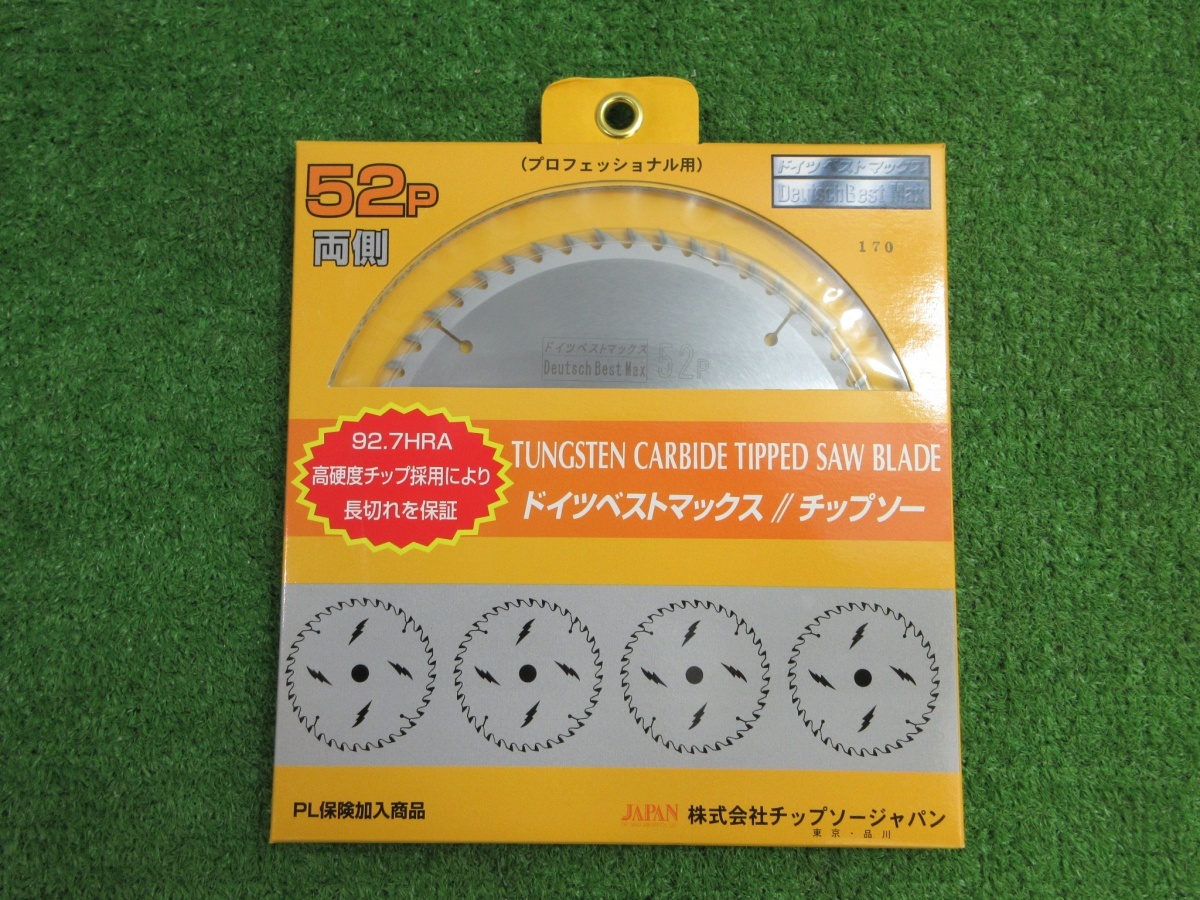 (プロフェッショナル用)
52P
両側
ドイツベストマックス
Deutsch Best Max
170
ドイツベストマックス
Deutsch Best Max
52P
92.7HRA
高硬度チップ採用により
長切れを保証
TUNGSTEN CARBIDE TIPPED SAW BLADE
ドイツベストマックス // チップソー
PL保険加入商品
JAPAN
株式会社チップソージャパン
東京・品川